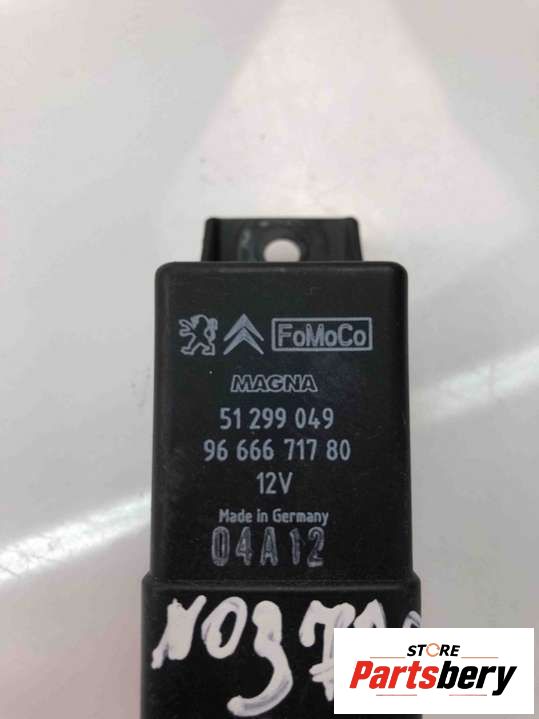 FoMoCo
MAGNA
51 299 049
96 666 717 80
12V
Made in Germany
04A12
STORE
Partsbery